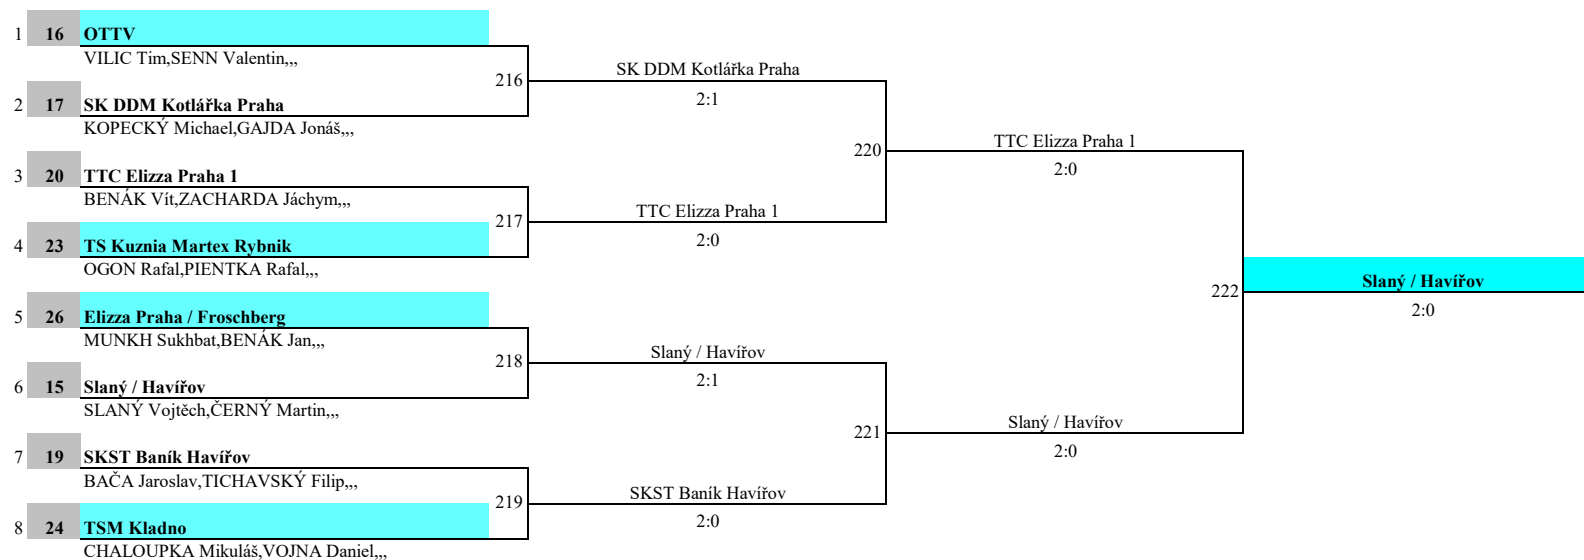 1 16 OTTV
VILIC Tim,SENN Valentin,,,
216 SK DDM Kotlářka Praha
2:1
2 17 SK DDM Kotlářka Praha
KOPECKÝ Michael,GAJDA Jonáš,,,
220 TTC Elizza Praha 1
2:0
3 20 TTC Elizza Praha 1
BENÁK Vít,ZACHARDA Jáchym,,,
217 TTC Elizza Praha 1
2:0
4 23 TS Kuznia Martex Rybnik
OGON Rafal,PIENTKA Rafal,,,
222 Slaný / Havířov
2:0
5 26 Elizza Praha / Froschberg
MUNKH Sukhbat,BENÁK Jan,,,
218 Slaný / Havířov
2:1
6 15 Slaný / Havířov
SLANÝ Vojtěch,ČERNÝ Martin,,,
221 Slaný / Havířov
2:0
7 19 SKST Baník Havířov
BAČA Jaroslav,TICHAVSKÝ Filip,,,
219 SKST Baník Havířov
2:0
8 24 TSM Kladno
CHALOUPKA Mikuláš,VOJNA Daniel,,,